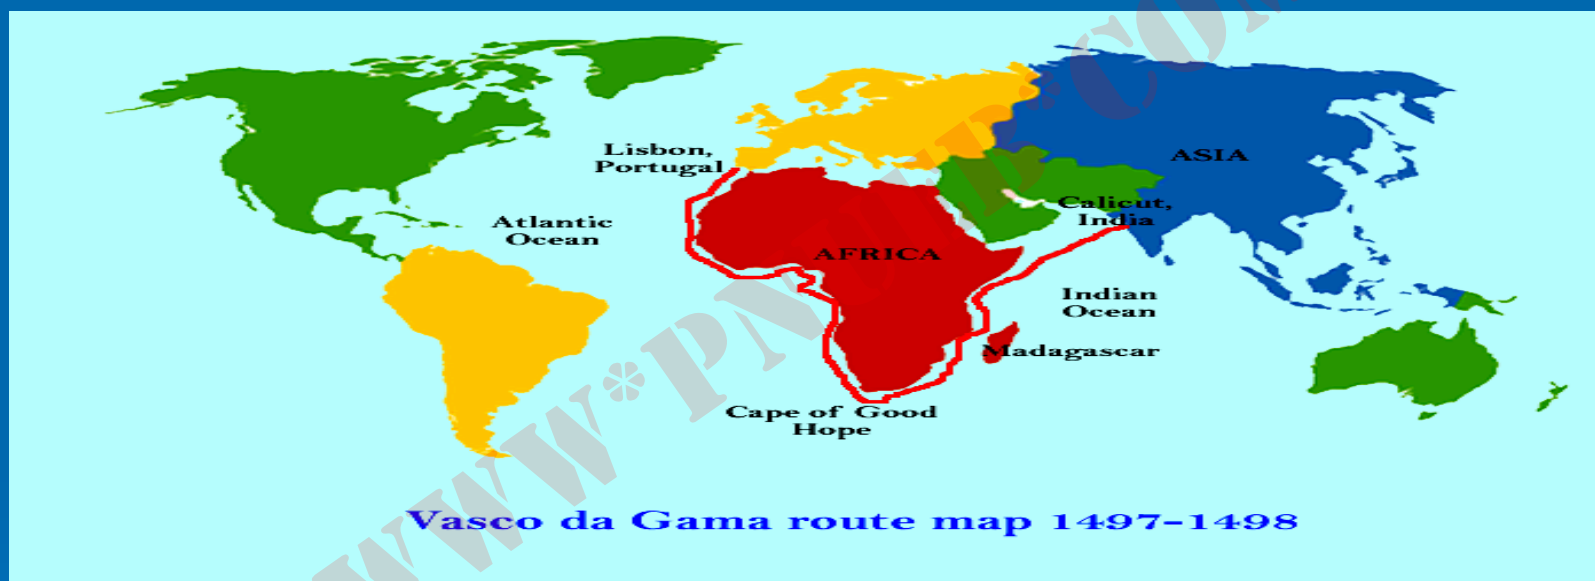 Lisbon,
Portugal
ASIA
Calicut,
India
Atlantic
Ocean
AFRICA
Indian
Ocean
Madagascar
Cape of Good
Hope
Vasco da Gama route map 1497-1498